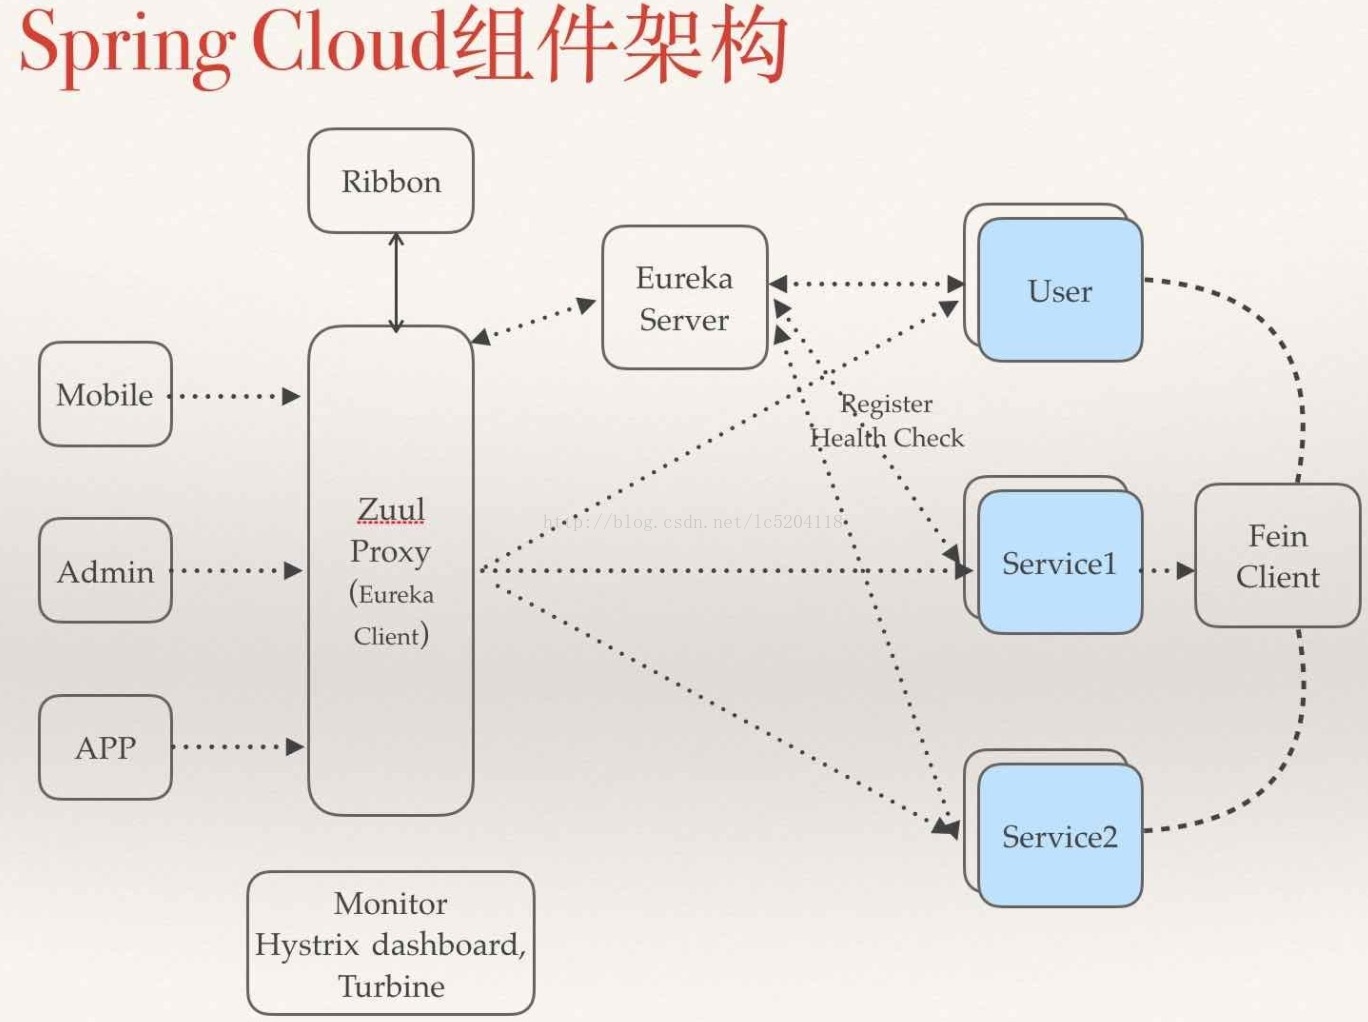 Spring Cloud组件架构
Ribbon
Eureka
Server
User
Mobile
Register
Health Check
Zuul
Proxy
(Eureka
Client)
http://blog.csdn.net/lc5204118
Admin
Service1
Fein
Client
APP
Service2
Monitor
Hystrix dashboard,
Turbine